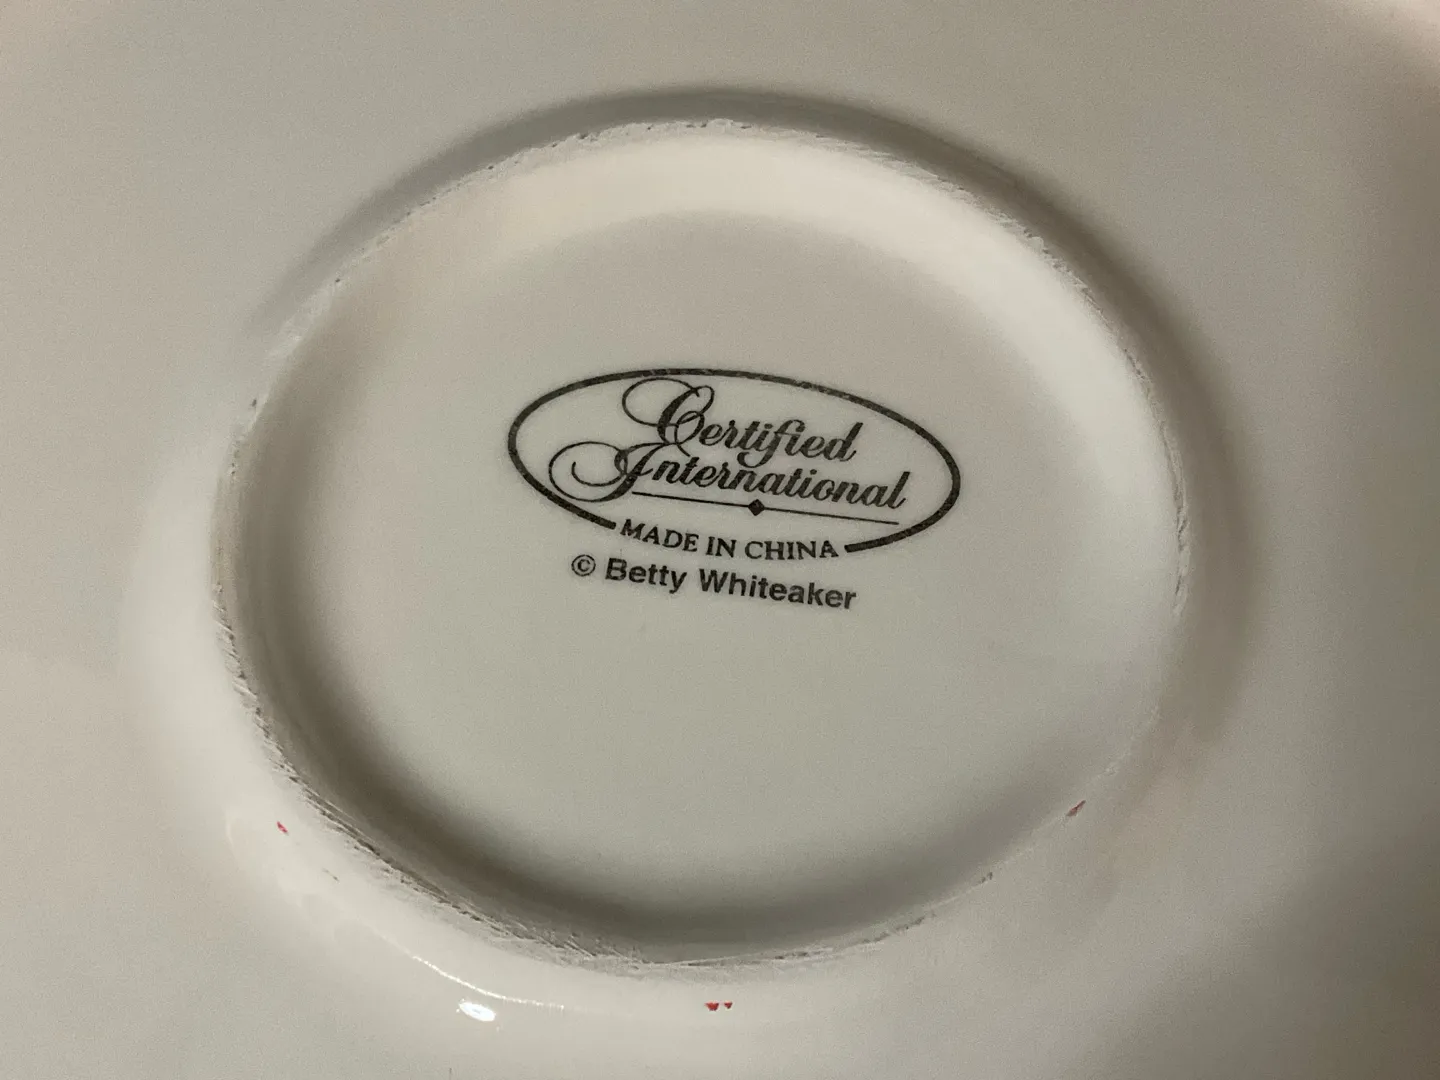 Certified
International
MADE IN CHINA
© Betty Whiteaker